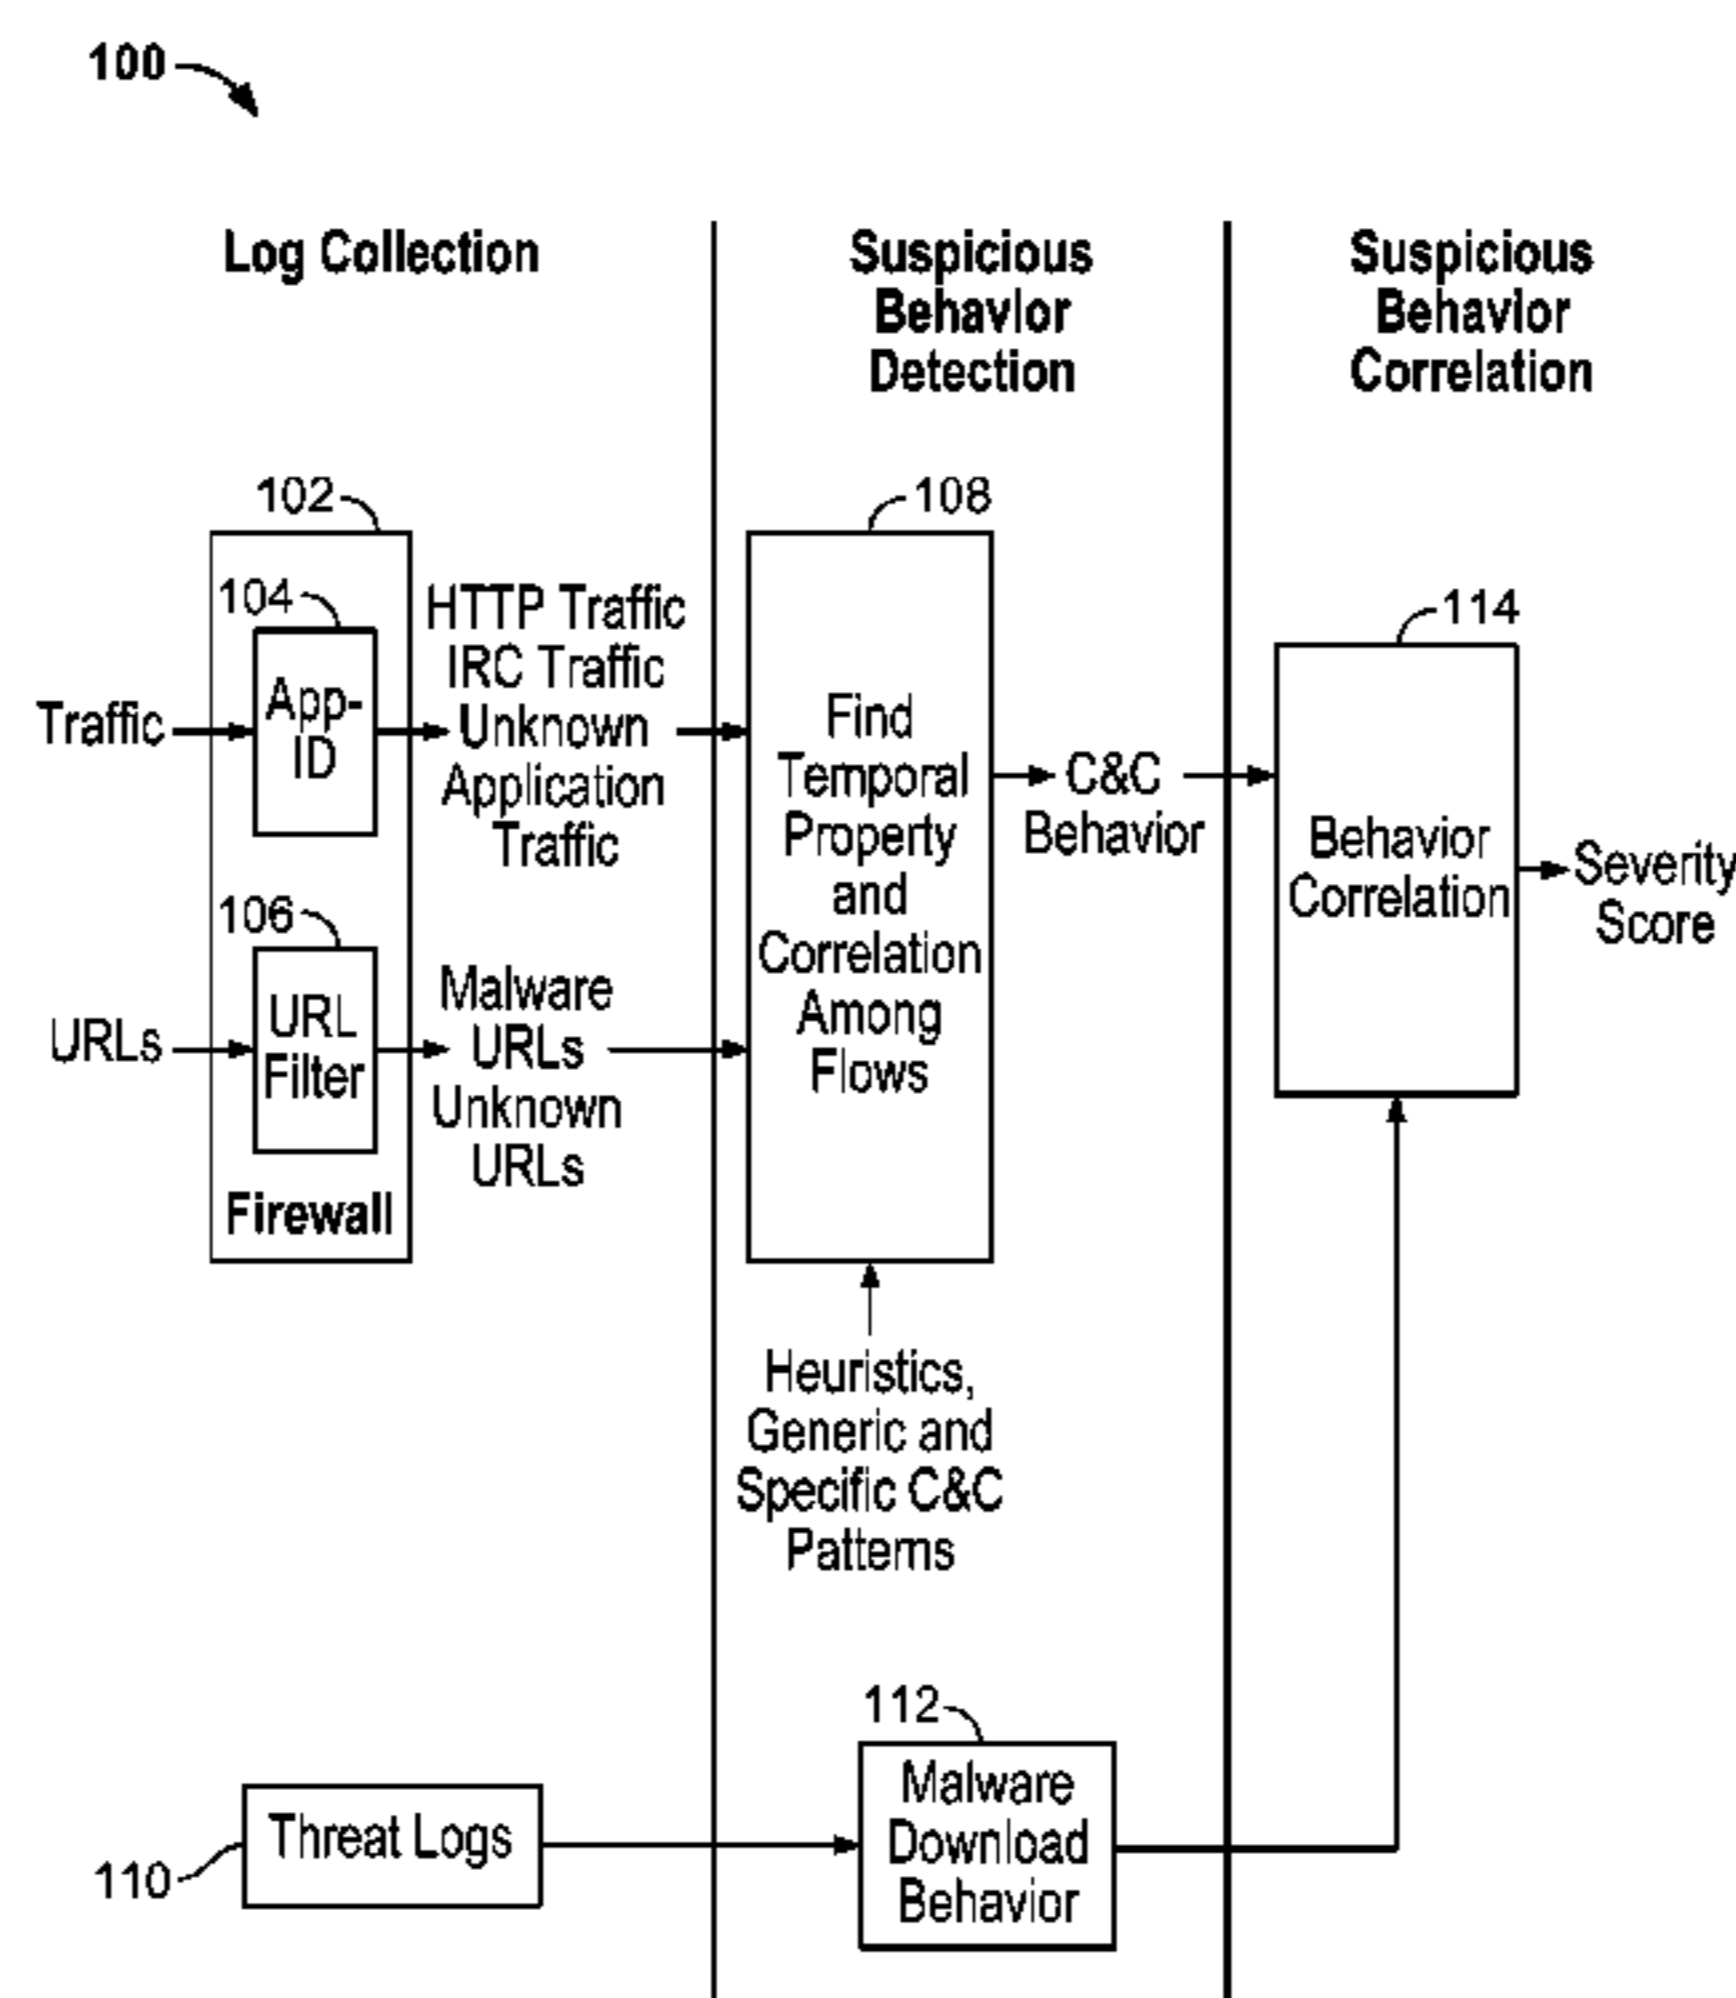 100
Log Collection
Suspicious
Behavior
Detection
Suspicious
Behavior
Correlation
102
104
App-
ID
Traffic
HTTP Traffic
IRC Traffic
Unknown
Application
Traffic
106
URL
Filter
URLs
Malware
URLs
Unknown
URLs
Firewall
108
Find
Temporal
Property
and
Correlation
Among
Flows
C&C
Behavior
Heuristics,
Generic and
Specific C&C
Patterns
114
Behavior
Correlation
Severity
Score
110
Threat Logs
112
Malware
Download
Behavior